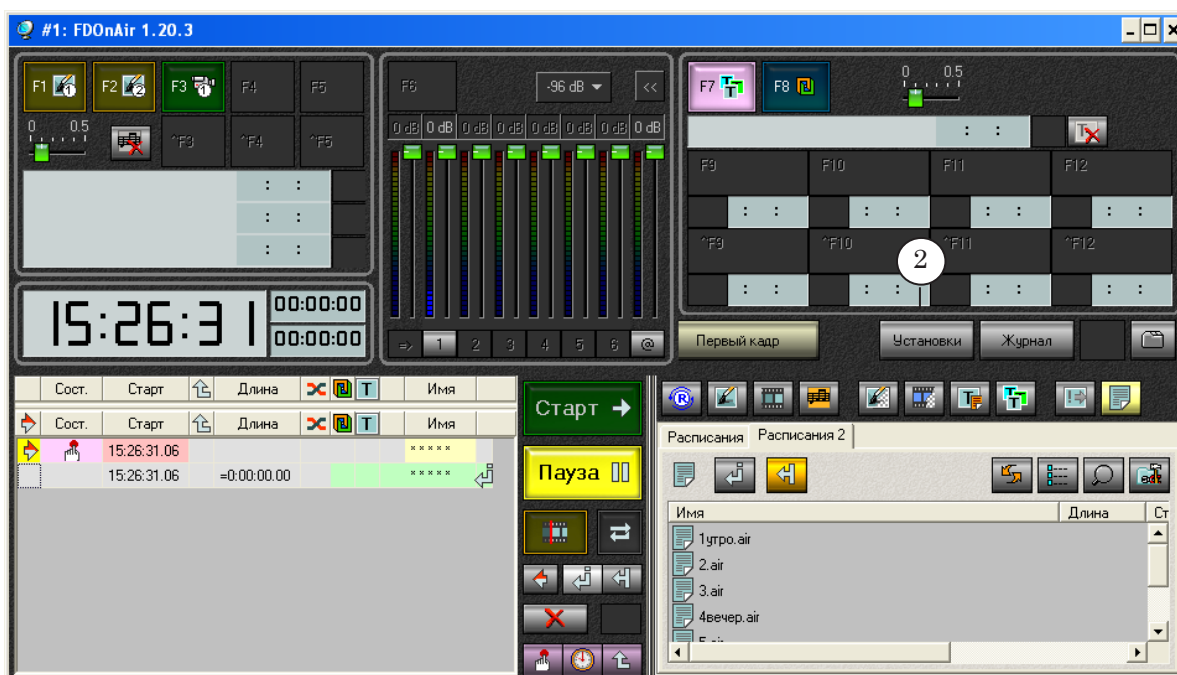 #1: FDOnAir 1.20.3
F1 1 F2 2 F3 1 F4 F5
0 0.5
^F3 ^F4 ^F5
: :
: :
: :
15:26:31 00:00:00
00:00:00
F6 -96 dB <<
0 dB 0 dB 0 dB 0 dB 0 dB 0 dB 0 dB 0 dB
=> 1 2 3 4 5 6 @
F7 F8
0 0.5
: :
F9 F10 F11 F12
: : : : : : : :
^F9 ^F10 ^F11 ^F12
2
: : : : : : : :
Первый кадр Установки Журнал
Сост. Старт Длина T Имя
Сост. Старт Длина T Имя
15:26:31.06 × × × × ×
15:26:31.06 =0:00:00.00 × × × × ×
Старт
Пауза
Расписания Расписания 2
edt
Имя Длина Ст
1утро.air
2.air
3.air
4вечер.air